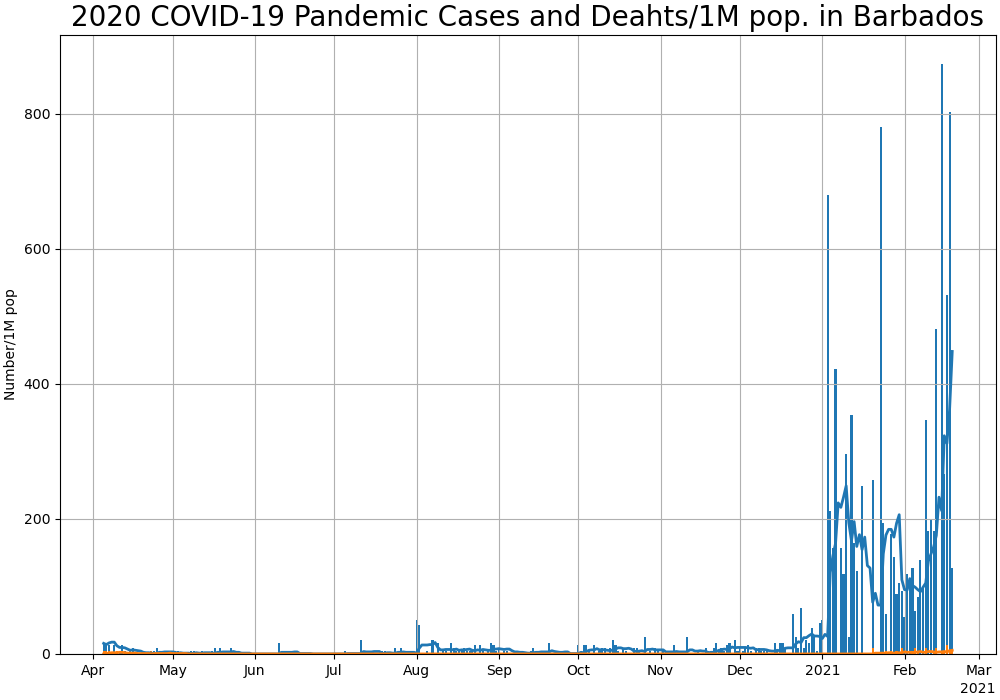 2020 COVID-19 Pandemic Cases and Deahts/1M pop. in Barbados
Number/1M pop
800
600
400
200
0
Apr May Jun Jul Aug Sep Oct Nov Dec 2021 Feb Mar
2021